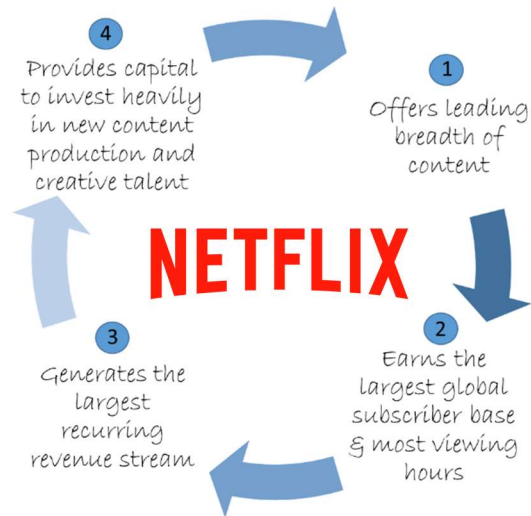 4
Provides capital
to invest heavily
in new content
production and
creative talent
1
Offers leading
breadth of
content
NETFLIX
3
Generates the
largest
recurring
revenue stream
2
Earns the
largest global
subscriber base
& most viewing
hours